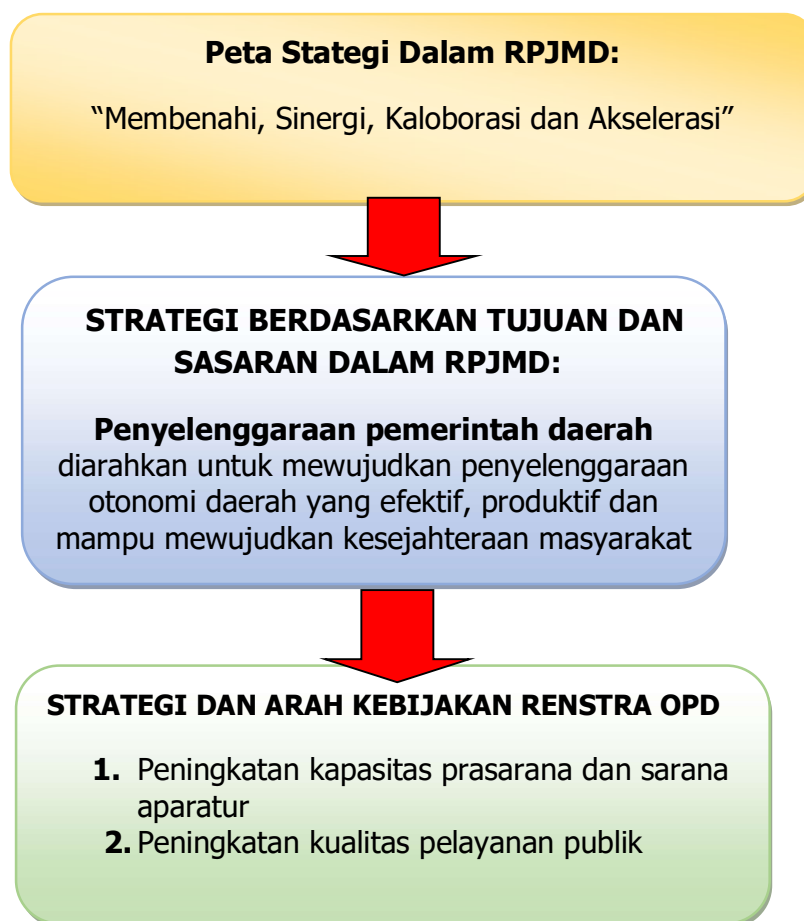 Peta Stategi Dalam RPJMD:
“Membenahi, Sinergi, Kaloborasi dan Akselerasi”
STRATEGI BERDASARKAN TUJUAN DAN
SASARAN DALAM RPJMD:
Penyelenggaraan pemerintah daerah
diarahkan untuk mewujudkan penyelenggaraan
otonomi daerah yang efektif, produktif dan
mampu mewujudkan kesejahteraan masyarakat
STRATEGI DAN ARAH KEBIJAKAN RENSTRA OPD
1. Peningkatan kapasitas prasarana dan sarana
aparatur
2. Peningkatan kualitas pelayanan publik